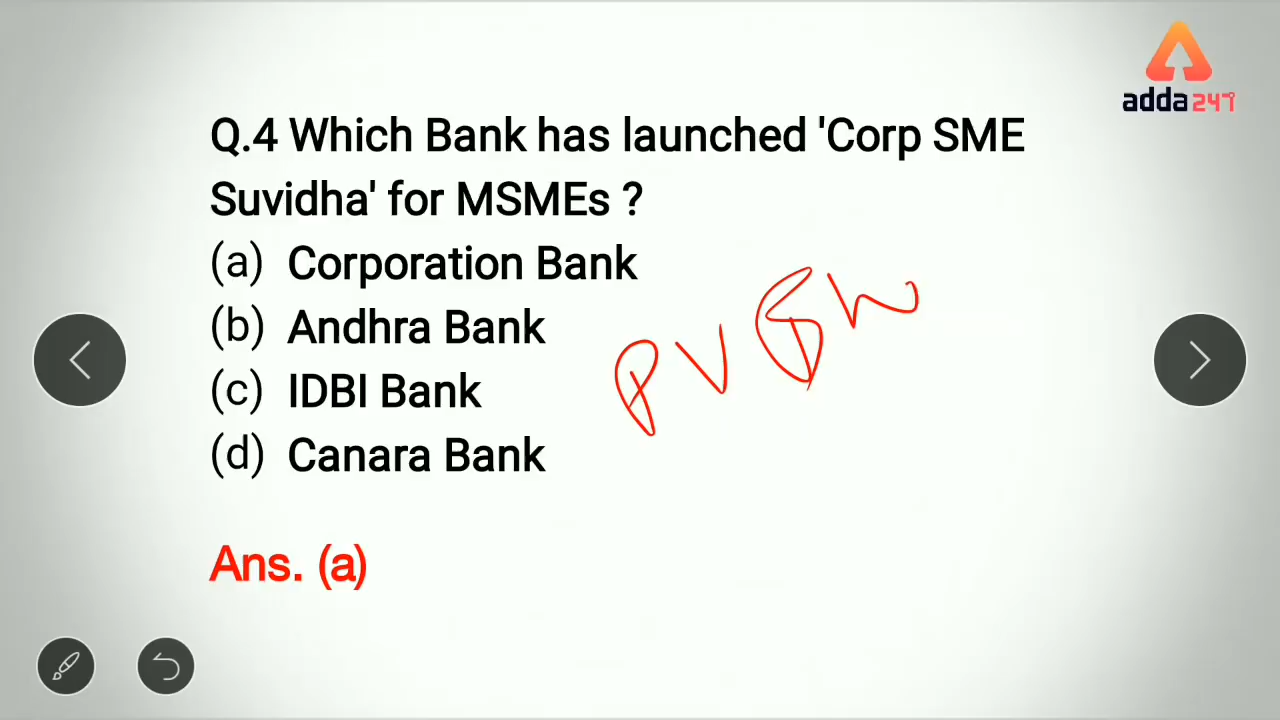 adda247
Q.4 Which Bank has launched 'Corp SME
Suvidha' for MSMEs ?
(a) Corporation Bank
(b) Andhra Bank
(c) IDBI Bank
(d) Canara Bank
Ans. (a)